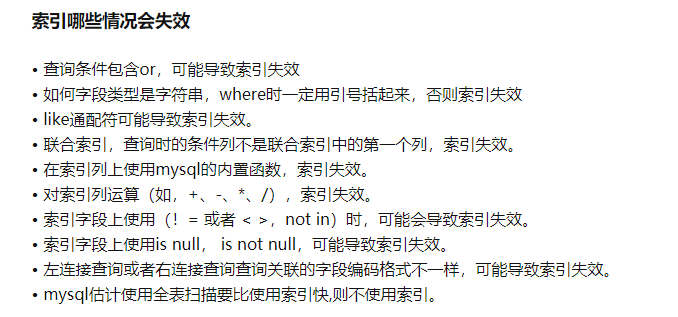 索引哪些情况会失效
• 查询条件包含or，可能导致索引失效
• 如何字段类型是字符串，where时一定用引号括起来，否则索引失效
• like通配符可能导致索引失效。
• 联合索引，查询时的条件列不是联合索引中的第一个列，索引失效。
• 在索引列上使用mysql的内置函数，索引失效。
• 对索引列运算（如，+、-、*、/），索引失效。
• 索引字段上使用（！= 或者 < >，not in）时，可能会导致索引失效。
• 索引字段上使用is null， is not null，可能导致索引失效。
• 左连接查询或者右连接查询查询关联的字段编码格式不一样，可能导致索引失效。
• mysql估计使用全表扫描要比使用索引快,则不使用索引。